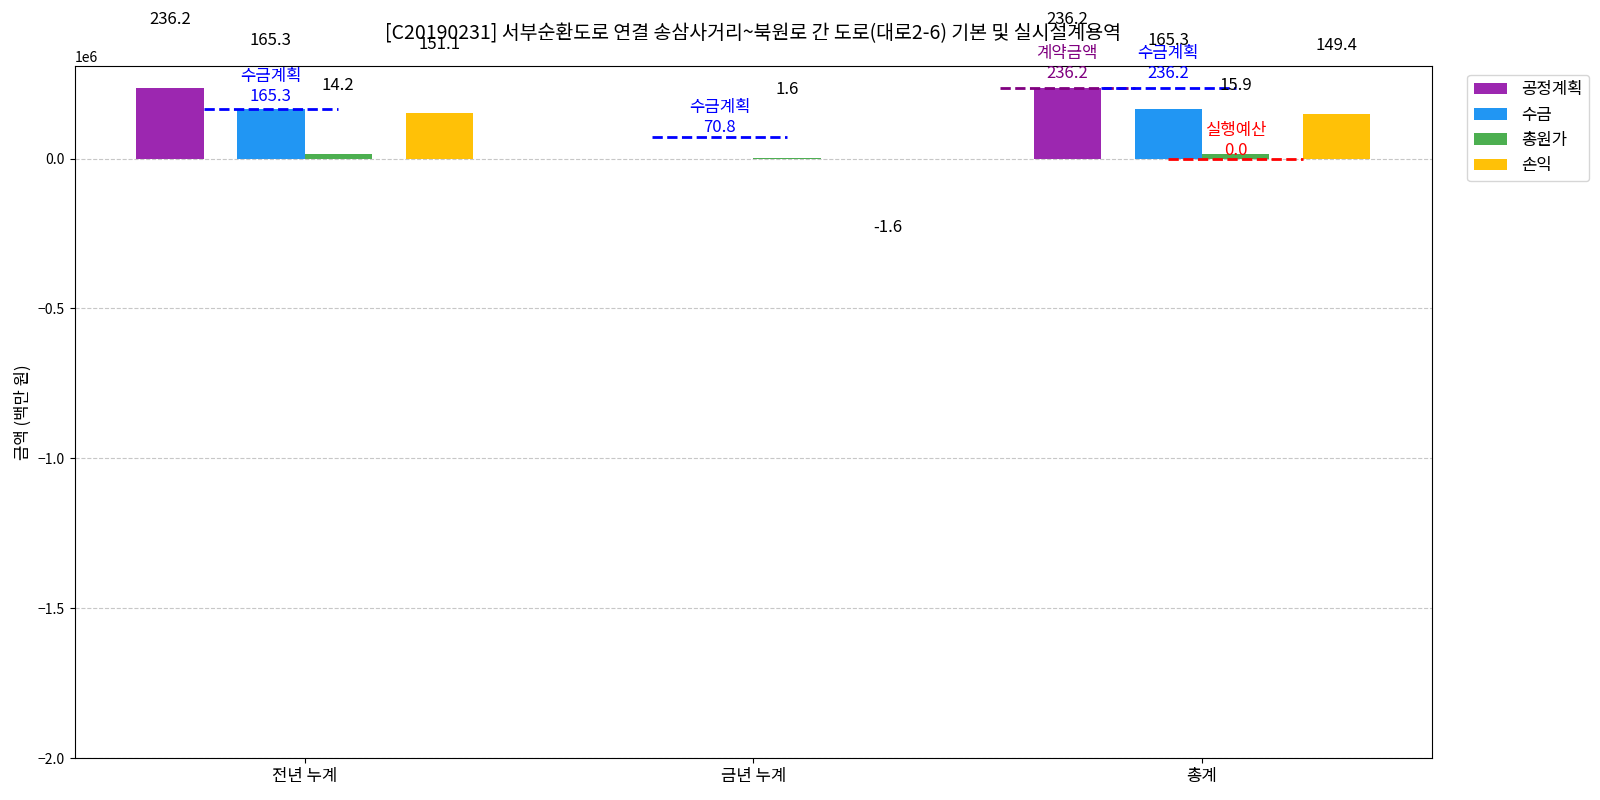 [C20190231] 서부순환도로 연결 송삼사거리~북원로 간 도로(대로2-6) 기본 및 실시설계용역
1e6
236.2
165.3
수금계획
165.3
14.2
151.1
수금계획
70.8
1.6
-1.6
236.2
계약금액
236.2
165.3
수금계획
236.2
15.9
실행예산
0.0
149.4
공정계획
수금
총원가
손익
금액 (백만 원)
0.0
−0.5
−1.0
−1.5
−2.0
전년 누계
금년 누계
총계